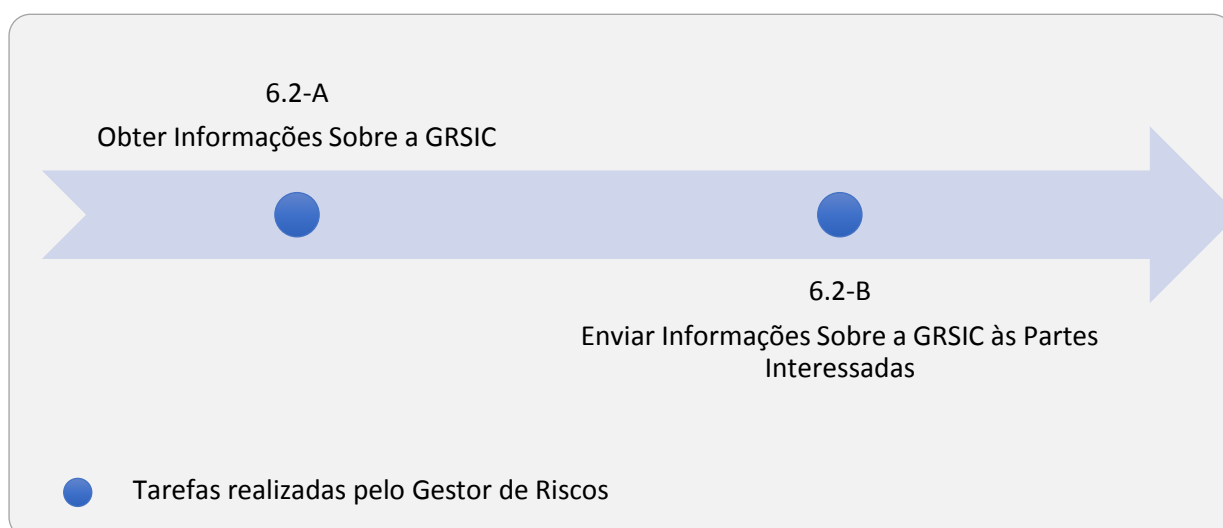 6.2-A
Obter Informações Sobre a GRSIC
6.2-B
Enviar Informações Sobre a GRSIC às Partes
Interessadas
Tarefas realizadas pelo Gestor de Riscos